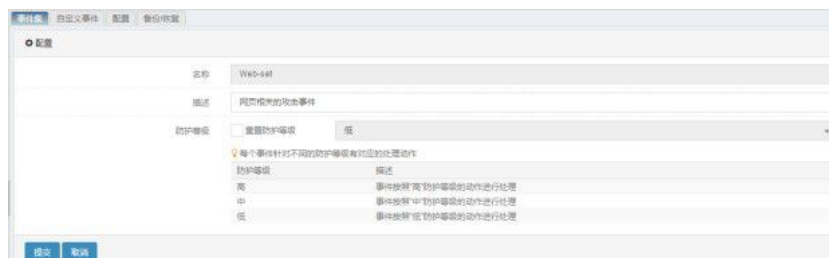 事件集 自定义事件 配置 备份/恢复
配置
名称 Web-set
描述 网页相关的攻击事件
防护等级 重置防护等级 低
每个事件针对不同的防护等级有对应的处理动作
防护等级 描述
高 事件按照"高"防护等级的动作进行处理
中 事件按照"中"防护等级的动作进行处理
低 事件按照"低"防护等级的动作进行处理
提交 取消